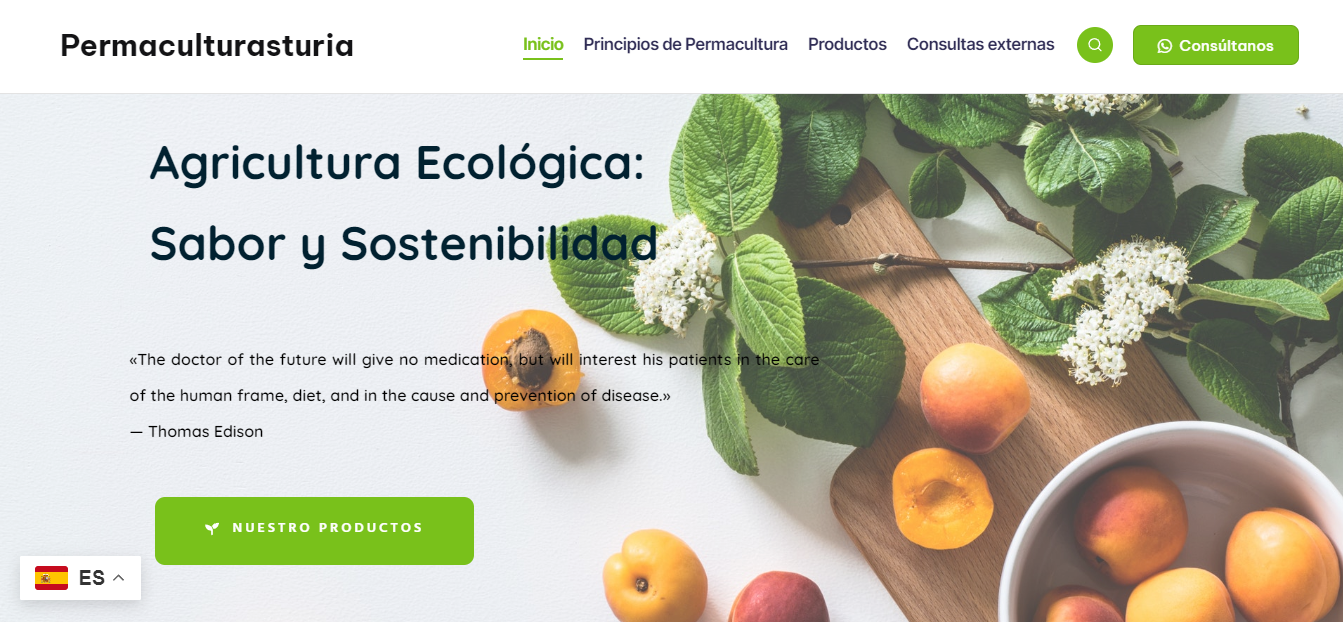 Permaculturasturia
Inicio Principios de Permacultura Productos Consultas externas Consúltanos
Agricultura Ecológica:
Sabor y Sostenibilidad
«The doctor of the future will give no medication, but will interest his patients in the care
of the human frame, diet, and in the cause and prevention of disease.»
— Thomas Edison
NUESTRO PRODUCTOS
ES